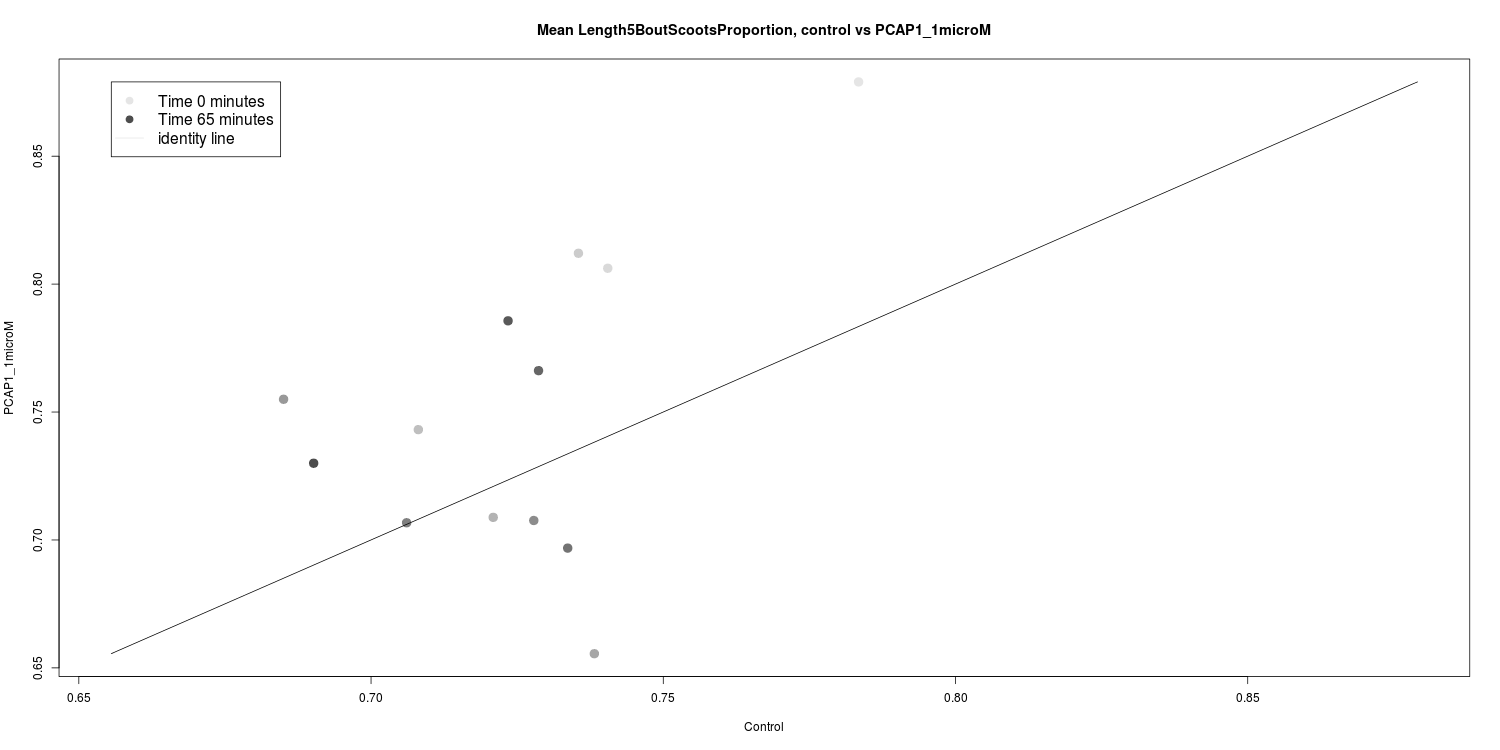 Mean Length5BoutScootsProportion, control vs PCAP1_1microM
Time 0 minutes
Time 65 minutes
identity line
PCAP1_1microM
0.85
0.80
0.75
0.70
0.65
0.65 0.70 0.75 0.80 0.85
Control